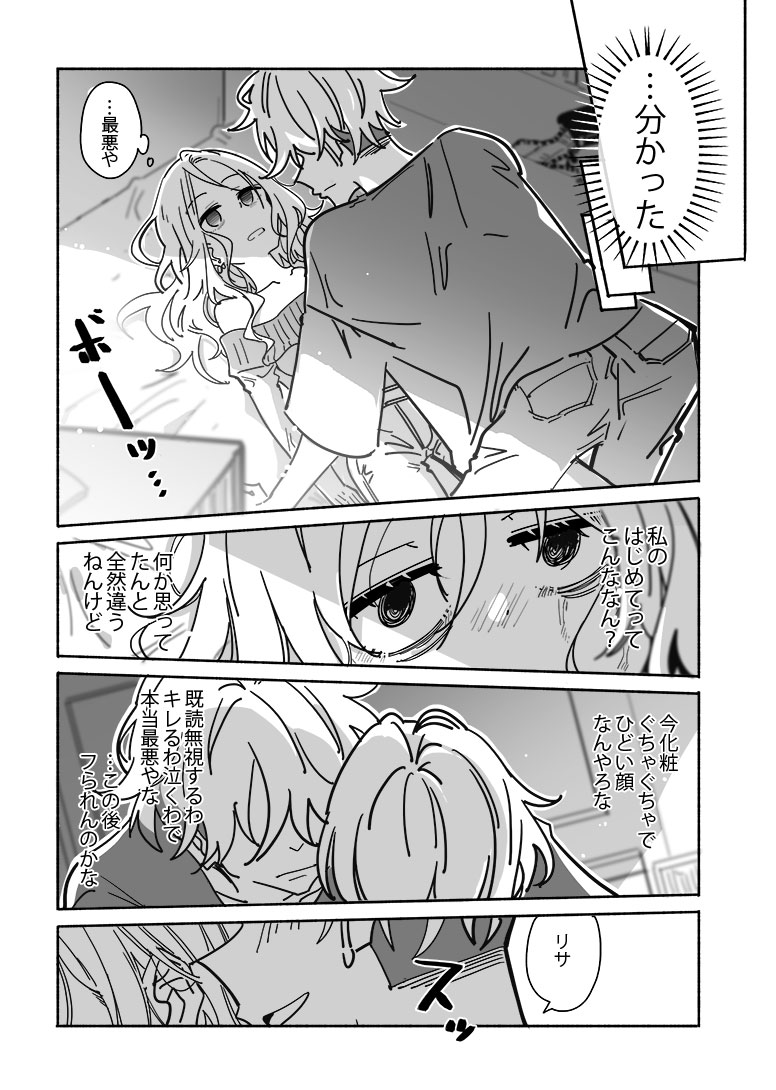 …分かった
…最悪や
ボーッ…
私の
はじめてって
こんななん？
何か思って
たんと
全然違う
ねんけど
今化粧
ぐちゃぐちゃで
ひどい顔
なんやろな
既読無視するわ
キレるわ泣くわで
本当最悪やな
…この後
フられんのかな
リサ
スッ